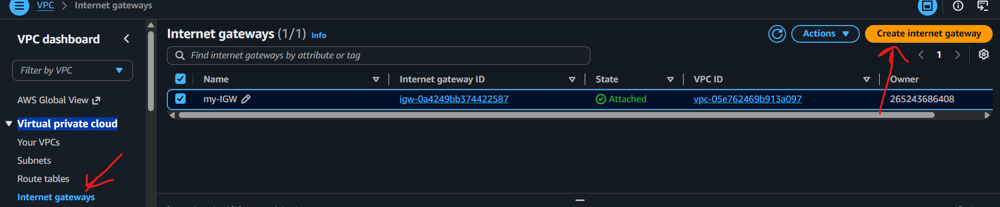 VPC > Internet gateways
VPC dashboard
Filter by VPC
AWS Global View
Virtual private cloud
Your VPCs
Subnets
Route tables
Internet gateways
Internet gateways (1/1) Info
Actions
Create internet gateway
Find internet gateways by attribute or tag
1
Name Internet gateway ID State VPC ID Owner
my-IGW igw-0a4249bb374422587 Attached vpc-05e762469b913a097 265243686408